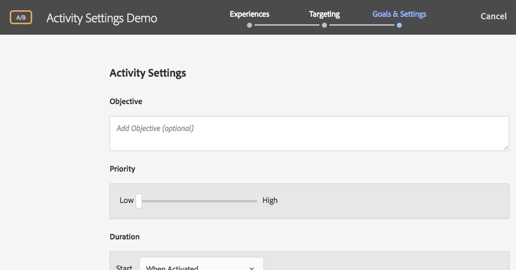 A/B Activity Settings Demo Experiences Targeting Goals & Settings Cancel
Activity Settings
Objective
Add Objective (optional)
Priority
Low High
Duration
Start When Activated